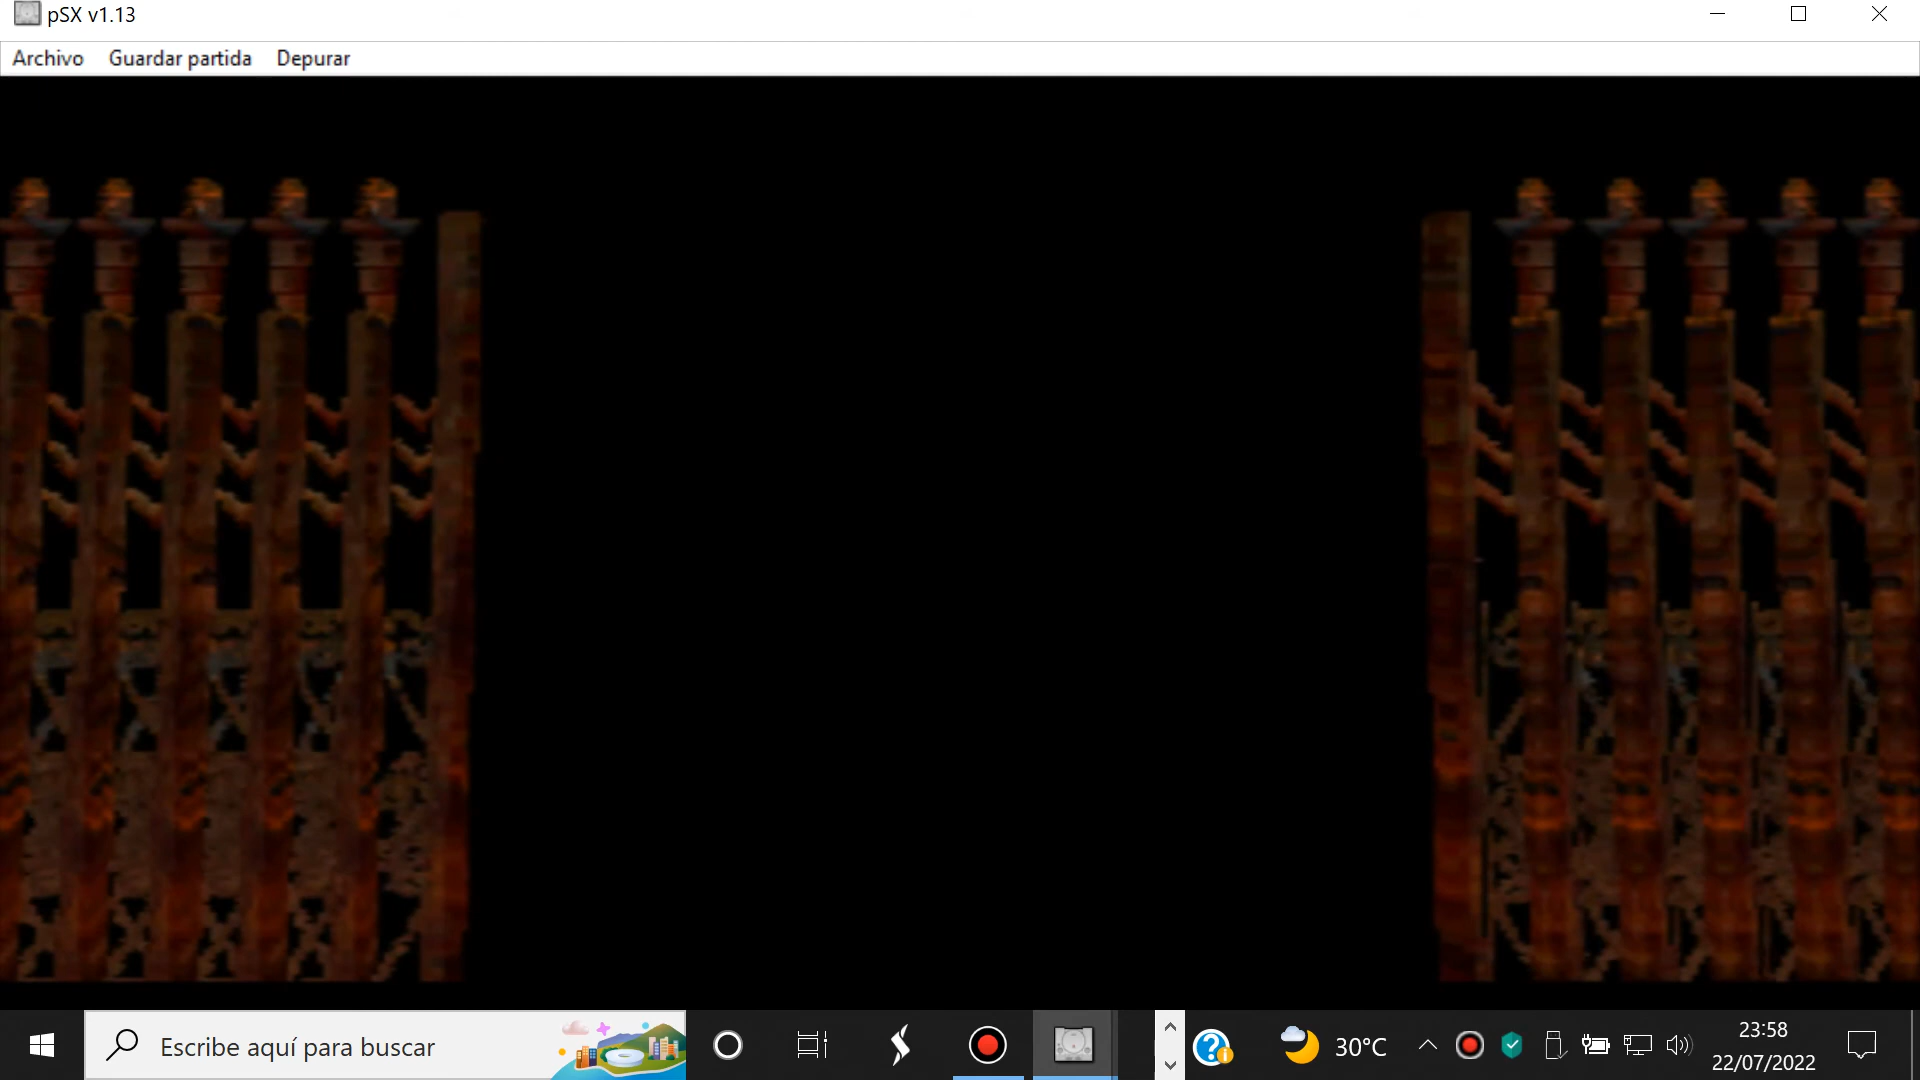 pSX v1.13
Archivo Guardar partida Depurar
Escribe aquí para buscar
30°C
23:58
22/07/2022